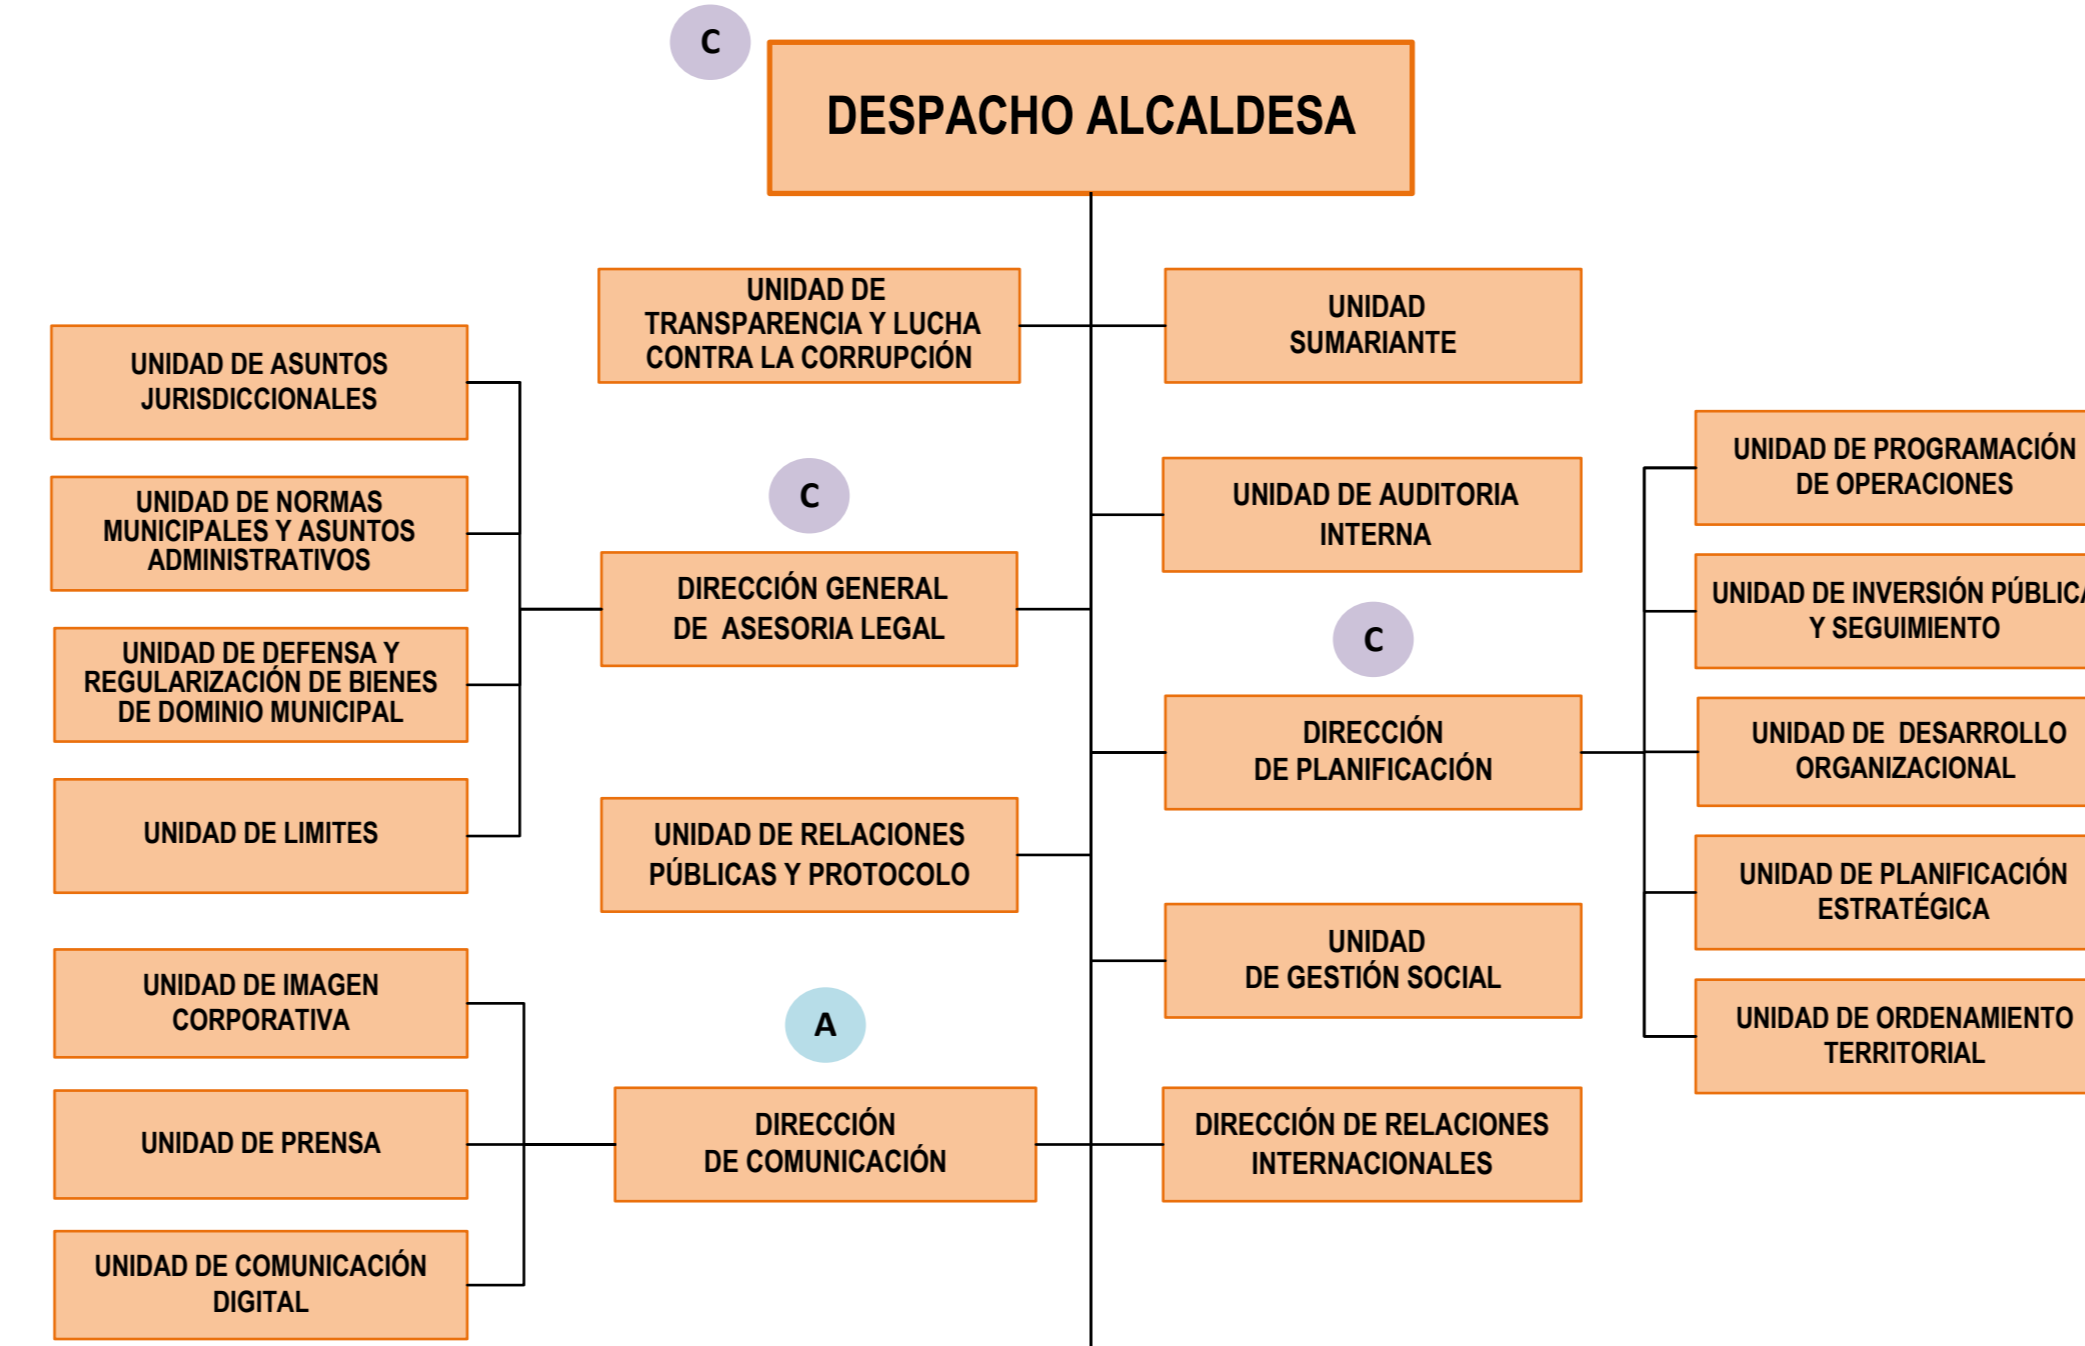 C
DESPACHO ALCALDESA
UNIDAD DE
TRANSPARENCIA Y LUCHA
CONTRA LA CORRUPCIÓN
UNIDAD
SUMARIANTE
UNIDAD DE ASUNTOS
JURISDICCIONALES
UNIDAD DE NORMAS
MUNICIPALES Y ASUNTOS
ADMINISTRATIVOS
UNIDAD DE DEFENSA Y
REGULARIZACIÓN DE BIENES
DE DOMINIO MUNICIPAL
UNIDAD DE LIMITES
C
DIRECCIÓN GENERAL
DE ASESORIA LEGAL
UNIDAD DE AUDITORIA
INTERNA
C
DIRECCIÓN
DE PLANIFICACIÓN
UNIDAD DE PROGRAMACIÓN
DE OPERACIONES
UNIDAD DE INVERSIÓN PÚBLICA
Y SEGUIMIENTO
UNIDAD DE DESARROLLO
ORGANIZACIONAL
UNIDAD DE PLANIFICACIÓN
ESTRATÉGICA
UNIDAD DE ORDENAMIENTO
TERRITORIAL
UNIDAD DE RELACIONES
PÚBLICAS Y PROTOCOLO
UNIDAD
DE GESTIÓN SOCIAL
UNIDAD DE IMAGEN
CORPORATIVA
UNIDAD DE PRENSA
UNIDAD DE COMUNICACIÓN
DIGITAL
A
DIRECCIÓN
DE COMUNICACIÓN
DIRECCIÓN DE RELACIONES
INTERNACIONALES